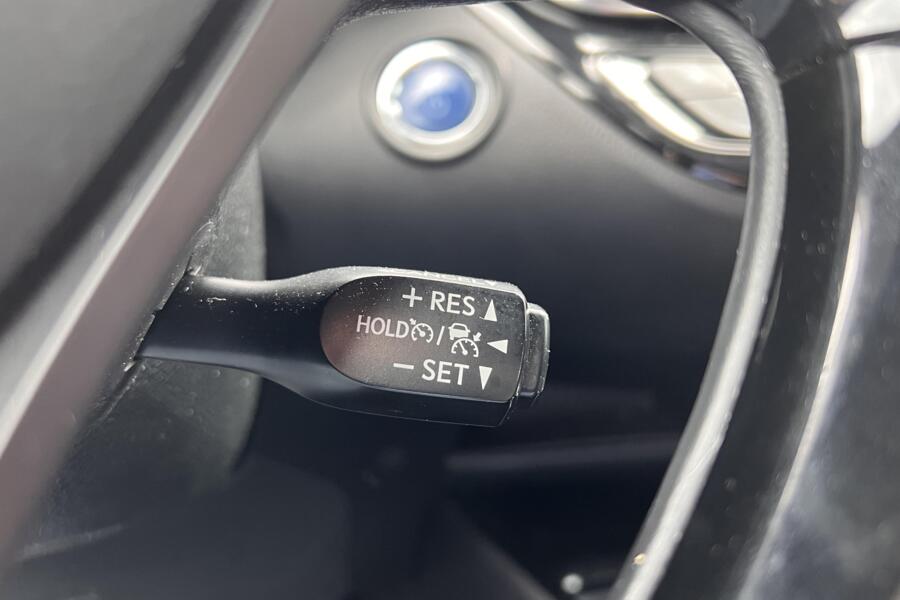 + RES ▲
HOLD / ◀
− SET ▼